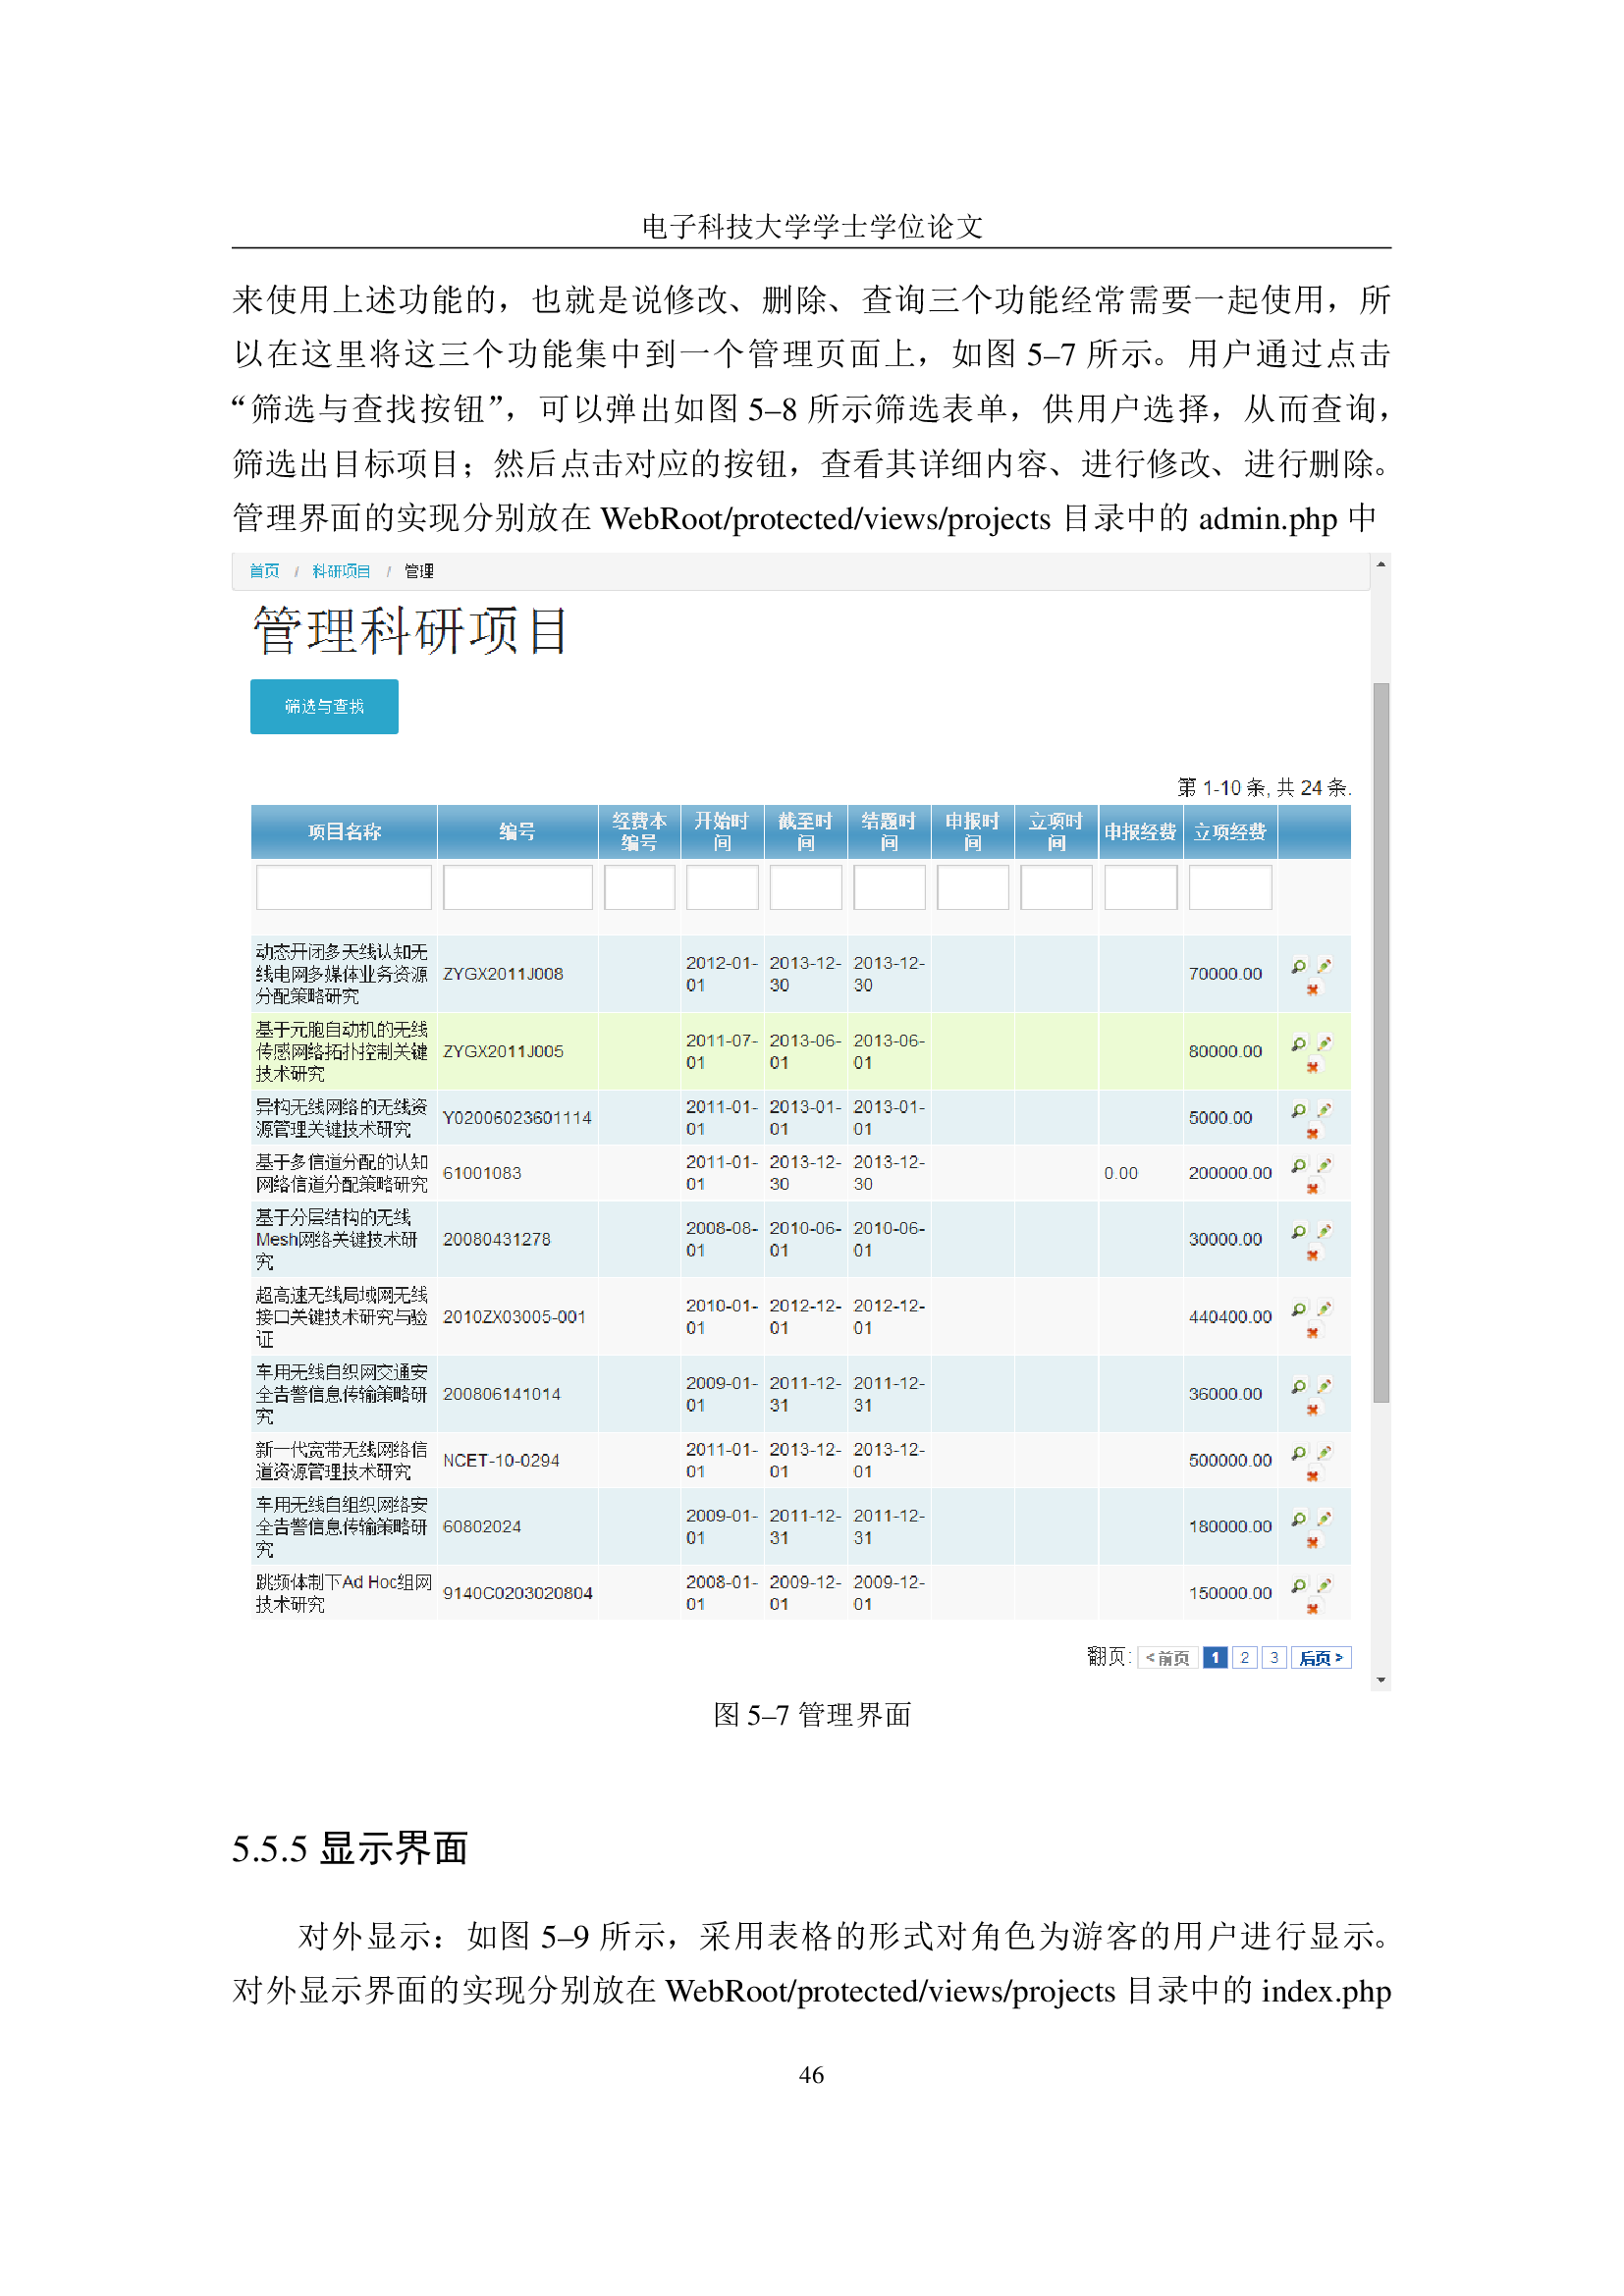 电子科技大学学士学位论文
来使用上述功能的，也就是说修改、删除、查询三个功能经常需要一起使用，所
以在这里将这三个功能集中到一个管理页面上，如图 5–7 所示。用户通过点击
“筛选与查找按钮”，可以弹出如图 5–8 所示筛选表单，供用户选择，从而查询，
筛选出目标项目；然后点击对应的按钮，查看其详细内容、进行修改、进行删除。
管理界面的实现分别放在 WebRoot/protected/views/projects 目录中的 admin.php 中
首页 / 科研项目 / 管理
管理科研项目
筛选与查找
第 1-10 条, 共 24 条.
项目名称 编号 经费本编号 开始时间 截至时间 结题时间 申报时间 立项时间 申报经费 立项经费
动态开闭多天线认知无
线电网多媒体业务资源 ZYGX2011J008 2012-01-01 2013-12-30 2013-12-30 70000.00
分配策略研究
基于元胞自动机的无线
传感网络拓扑控制关键 ZYGX2011J005 2011-07-01 2013-06-01 2013-06-01 80000.00
技术研究
异构无线网络的无线资 Y02006023601114 2011-01-01 2013-01-01 2013-01-01 5000.00
源管理关键技术研究
基于多信道分配的认知 61001083 2011-01-01 2013-12-30 2013-12-30 0.00 200000.00
网络信道分配策略研究
基于分层结构的无线
Mesh网络关键技术研 20080431278 2008-08-01 2010-06-01 2010-06-01 30000.00
究
超高速无线局域网无线
接口关键技术研究与验 2010ZX03005-001 2010-01-01 2012-12-01 2012-12-01 440400.00
证
车用无线自织网交通安
全告警信息传输策略研 200806141014 2009-01-01 2011-12-31 2011-12-31 36000.00
究
新一代宽带无线网络信 NCET-10-0294 2011-01-01 2013-12-01 2013-12-01 500000.00
道资源管理技术研究
车用无线自组织网络安
全告警信息传输策略研 60802024 2009-01-01 2011-12-31 2011-12-31 180000.00
究
跳频体制下Ad Hoc组网 9140C0203020804 2008-01-01 2009-12-01 2009-12-01 150000.00
技术研究
翻页: < 前页 1 2 3 后页 >
图 5–7 管理界面
5.5.5 显示界面
对外显示：如图 5–9 所示，采用表格的形式对角色为游客的用户进行显示。
对外显示界面的实现分别放在 WebRoot/protected/views/projects 目录中的 index.php
46